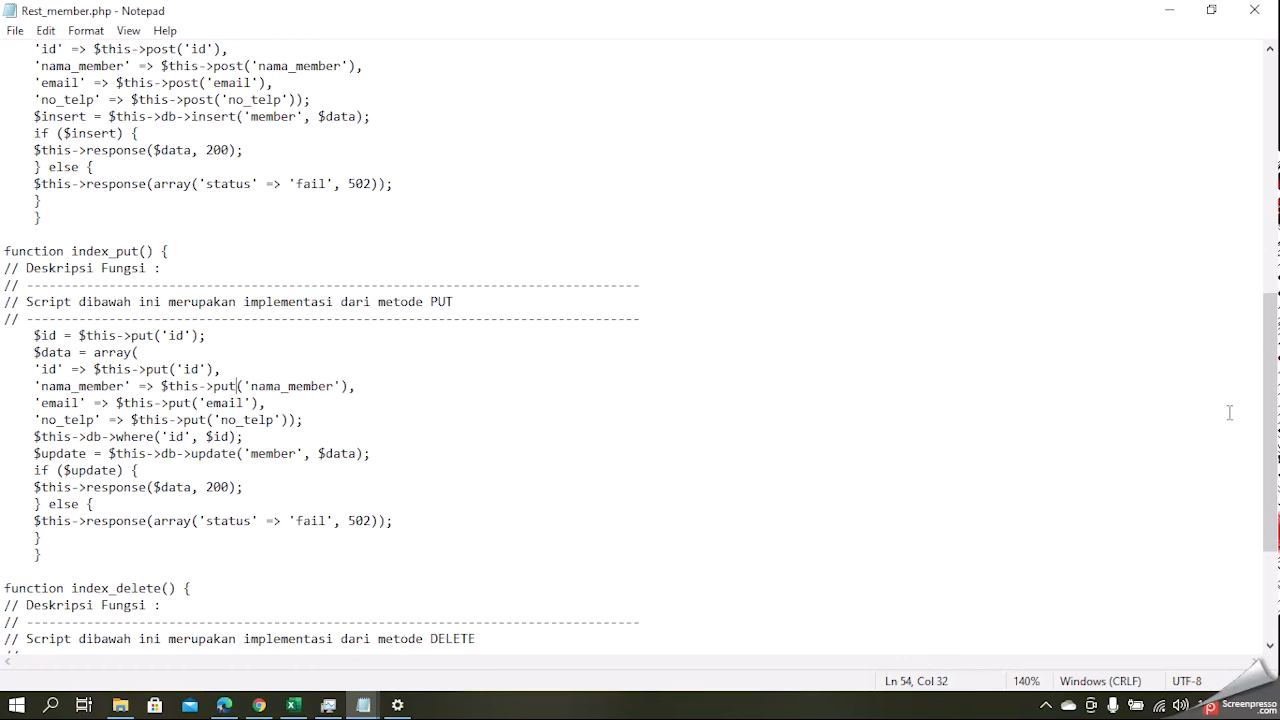 Rest_member.php - Notepad
File Edit Format View Help
'id' => $this->post('id'),
'nama_member' => $this->post('nama_member'),
'email' => $this->post('email'),
'no_telp' => $this->post('no_telp'));
$insert = $this->db->insert('member', $data);
if ($insert) {
$this->response($data, 200);
} else {
$this->response(array('status' => 'fail', 502));
}
}
function index_put() {
// Deskripsi Fungsi :
// ----------------------------------------------------------------------------------
// Script dibawah ini merupakan implementasi dari metode PUT
// ----------------------------------------------------------------------------------
$id = $this->put('id');
$data = array(
'id' => $this->put('id'),
'nama_member' => $this->put('nama_member'),
'email' => $this->put('email'),
'no_telp' => $this->put('no_telp'));
$this->db->where('id', $id);
$update = $this->db->update('member', $data);
if ($update) {
$this->response($data, 200);
} else {
$this->response(array('status' => 'fail', 502));
}
}
function index_delete() {
// Deskripsi Fungsi :
// ----------------------------------------------------------------------------------
// Script dibawah ini merupakan implementasi dari metode DELETE
Ln 54, Col 32 140% Windows (CRLF) UTF-8
Screenpresso
.com